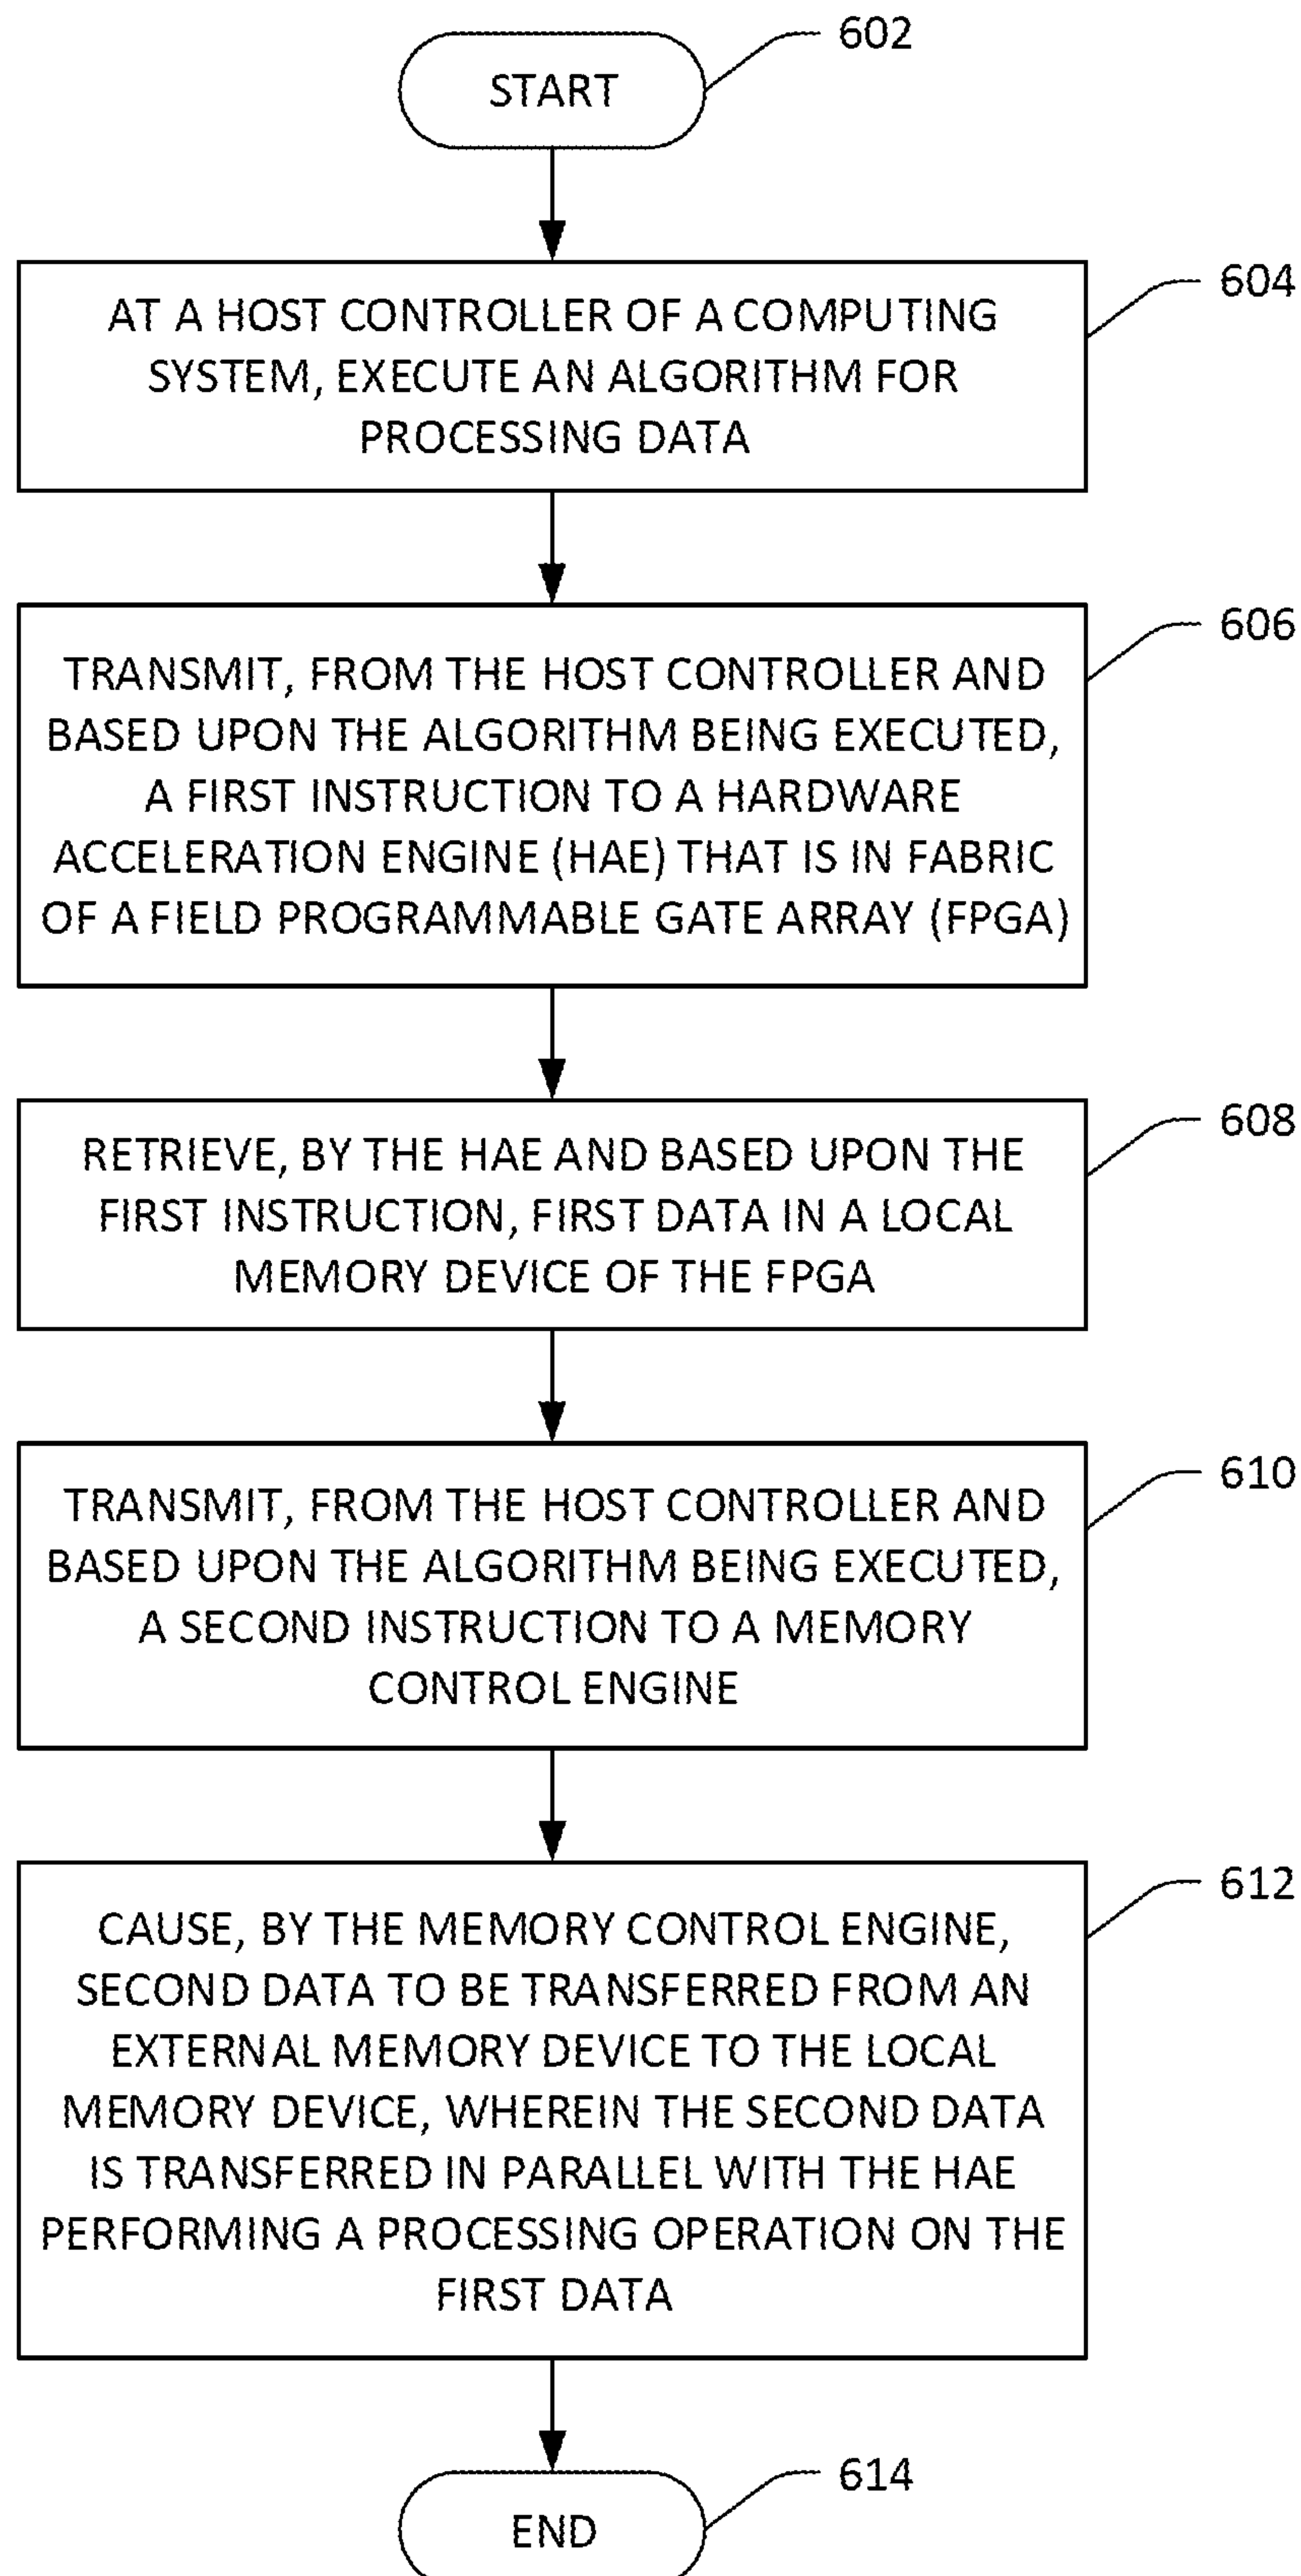 602
START
604
AT A HOST CONTROLLER OF A COMPUTING
SYSTEM, EXECUTE AN ALGORITHM FOR
PROCESSING DATA
606
TRANSMIT, FROM THE HOST CONTROLLER AND
BASED UPON THE ALGORITHM BEING EXECUTED,
A FIRST INSTRUCTION TO A HARDWARE
ACCELERATION ENGINE (HAE) THAT IS IN FABRIC
OF A FIELD PROGRAMMABLE GATE ARRAY (FPGA)
608
RETRIEVE, BY THE HAE AND BASED UPON THE
FIRST INSTRUCTION, FIRST DATA IN A LOCAL
MEMORY DEVICE OF THE FPGA
610
TRANSMIT, FROM THE HOST CONTROLLER AND
BASED UPON THE ALGORITHM BEING EXECUTED,
A SECOND INSTRUCTION TO A MEMORY
CONTROL ENGINE
612
CAUSE, BY THE MEMORY CONTROL ENGINE,
SECOND DATA TO BE TRANSFERRED FROM AN
EXTERNAL MEMORY DEVICE TO THE LOCAL
MEMORY DEVICE, WHEREIN THE SECOND DATA
IS TRANSFERRED IN PARALLEL WITH THE HAE
PERFORMING A PROCESSING OPERATION ON THE
FIRST DATA
614
END